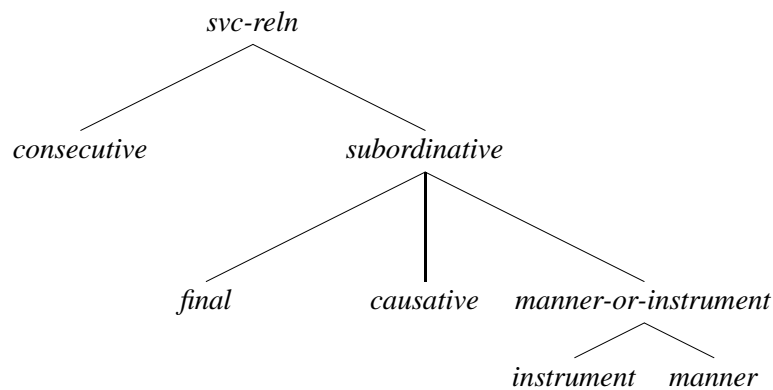 svc-reln
consecutive subordinative
final causative manner-or-instrument
instrument manner